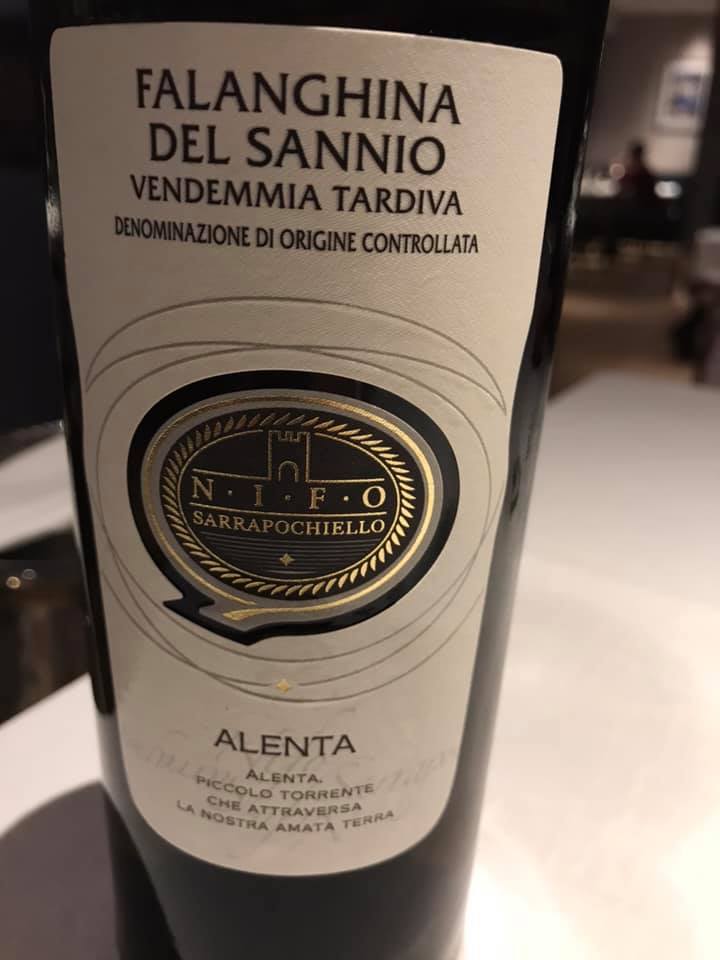 FALANGHINA
DEL SANNIO
VENDEMMIA TARDIVA
DENOMINAZIONE DI ORIGINE CONTROLLATA
N·I·F·O
SARRAPOCHIELLO
ALENTA
ALENTA.
PICCOLO TORRENTE
CHE ATTRAVERSA
LA NOSTRA AMATA TERRA